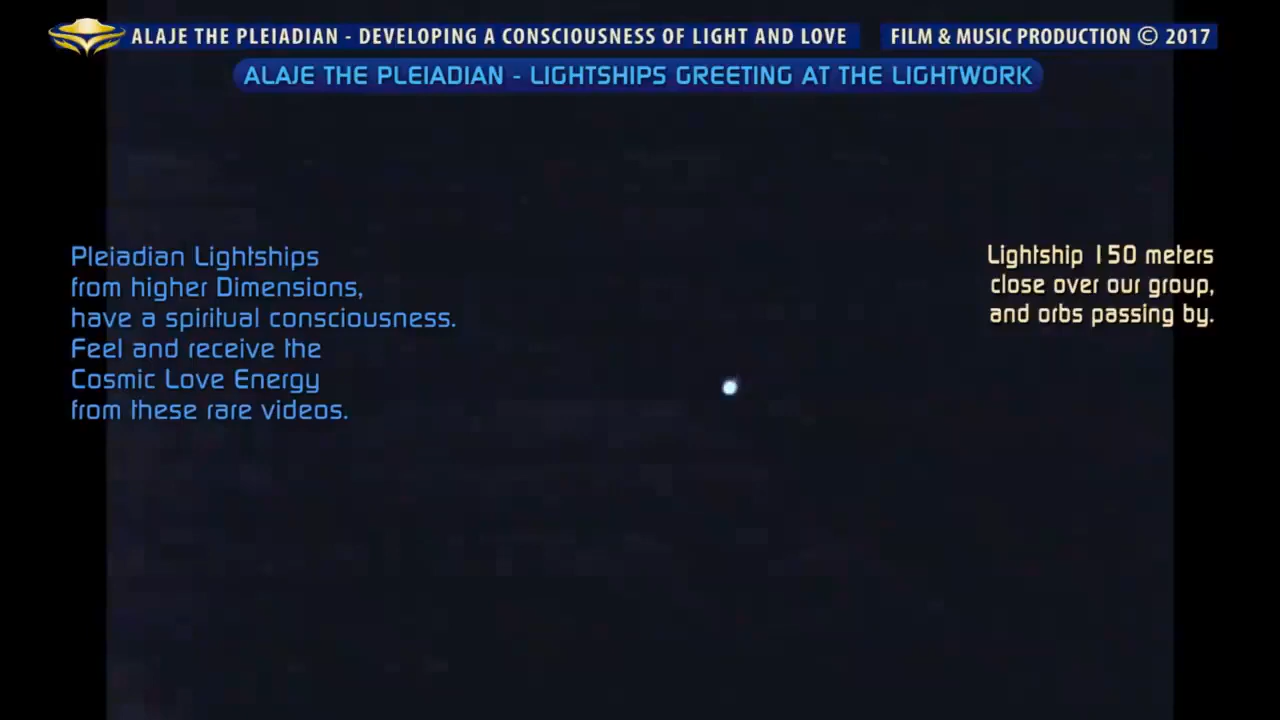 ALAJE THE PLEIADIAN - DEVELOPING A CONSCIOUSNESS OF LIGHT AND LOVE
FILM & MUSIC PRODUCTION © 2017
ALAJE THE PLEIADIAN - LIGHTSHIPS GREETING AT THE LIGHTWORK
Pleiadian Lightships
from higher Dimensions,
have a spiritual consciousness.
Feel and receive the
Cosmic Love Energy
from these rare videos.
Lightship 150 meters
close over our group,
and orbs passing by.